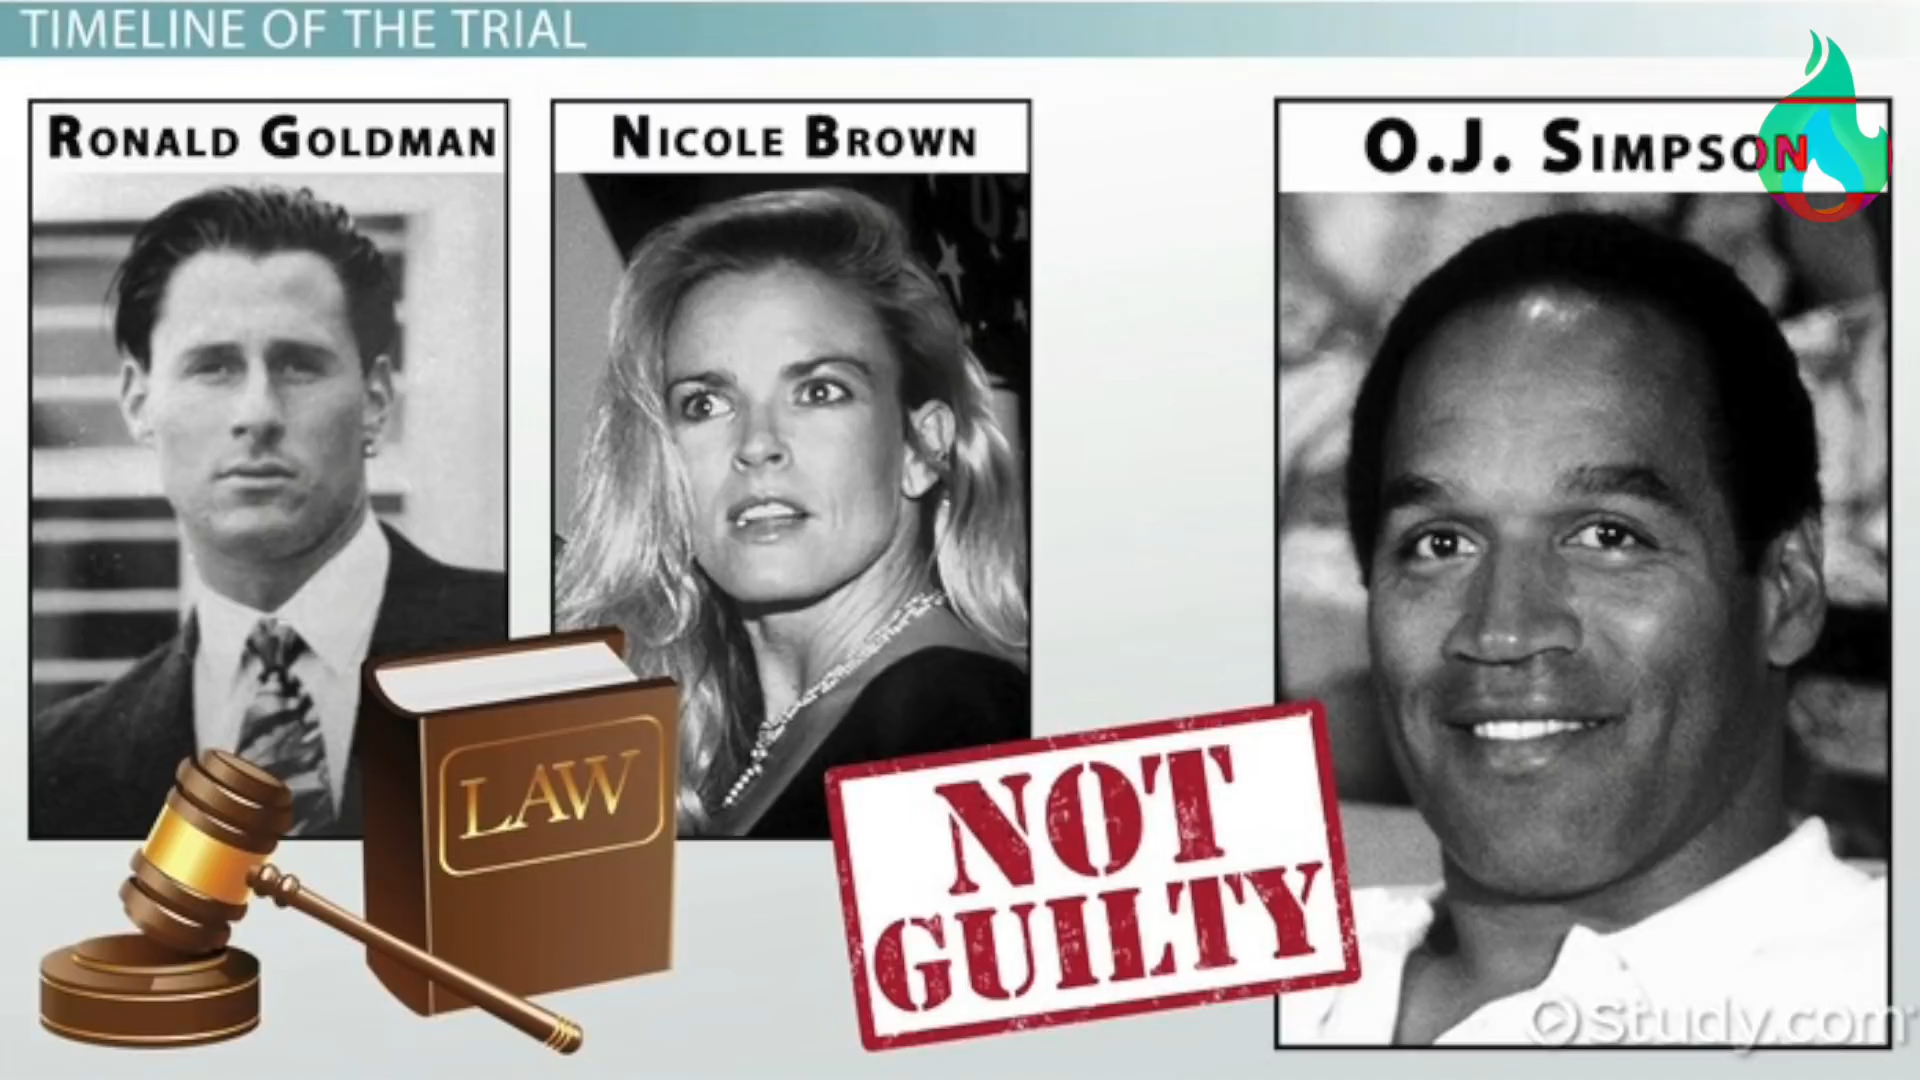 TIMELINE OF THE TRIAL
RONALD GOLDMAN
NICOLE BROWN
O.J. SIMPSON
LAW
NOT
GUILTY
Study.com